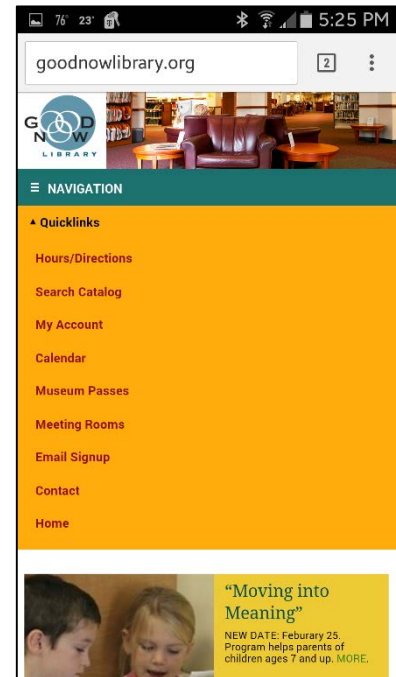 76° 23° 5:25 PM
goodnowlibrary.org 2
GOOD
NOW
LIBRARY
≡ NAVIGATION
▲ Quicklinks
Hours/Directions
Search Catalog
My Account
Calendar
Museum Passes
Meeting Rooms
Email Signup
Contact
Home
“Moving into
Meaning”
NEW DATE: Feburary 25.
Program helps parents of
children ages 7 and up. MORE.